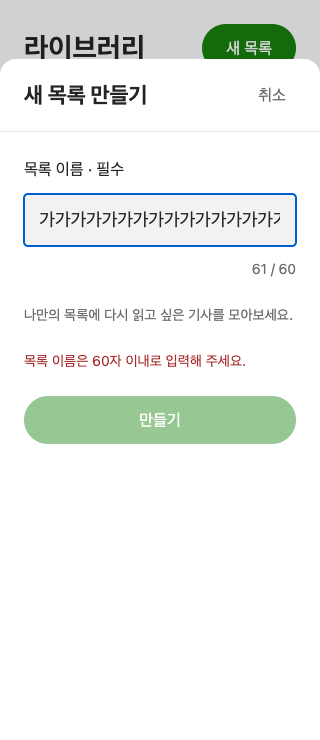 라이브러리
새 목록
새 목록 만들기
취소
목록 이름 · 필수
가가가가가가가가가가가가가가가
61 / 60
나만의 목록에 다시 읽고 싶은 기사를 모아보세요.
목록 이름은 60자 이내로 입력해 주세요.
만들기